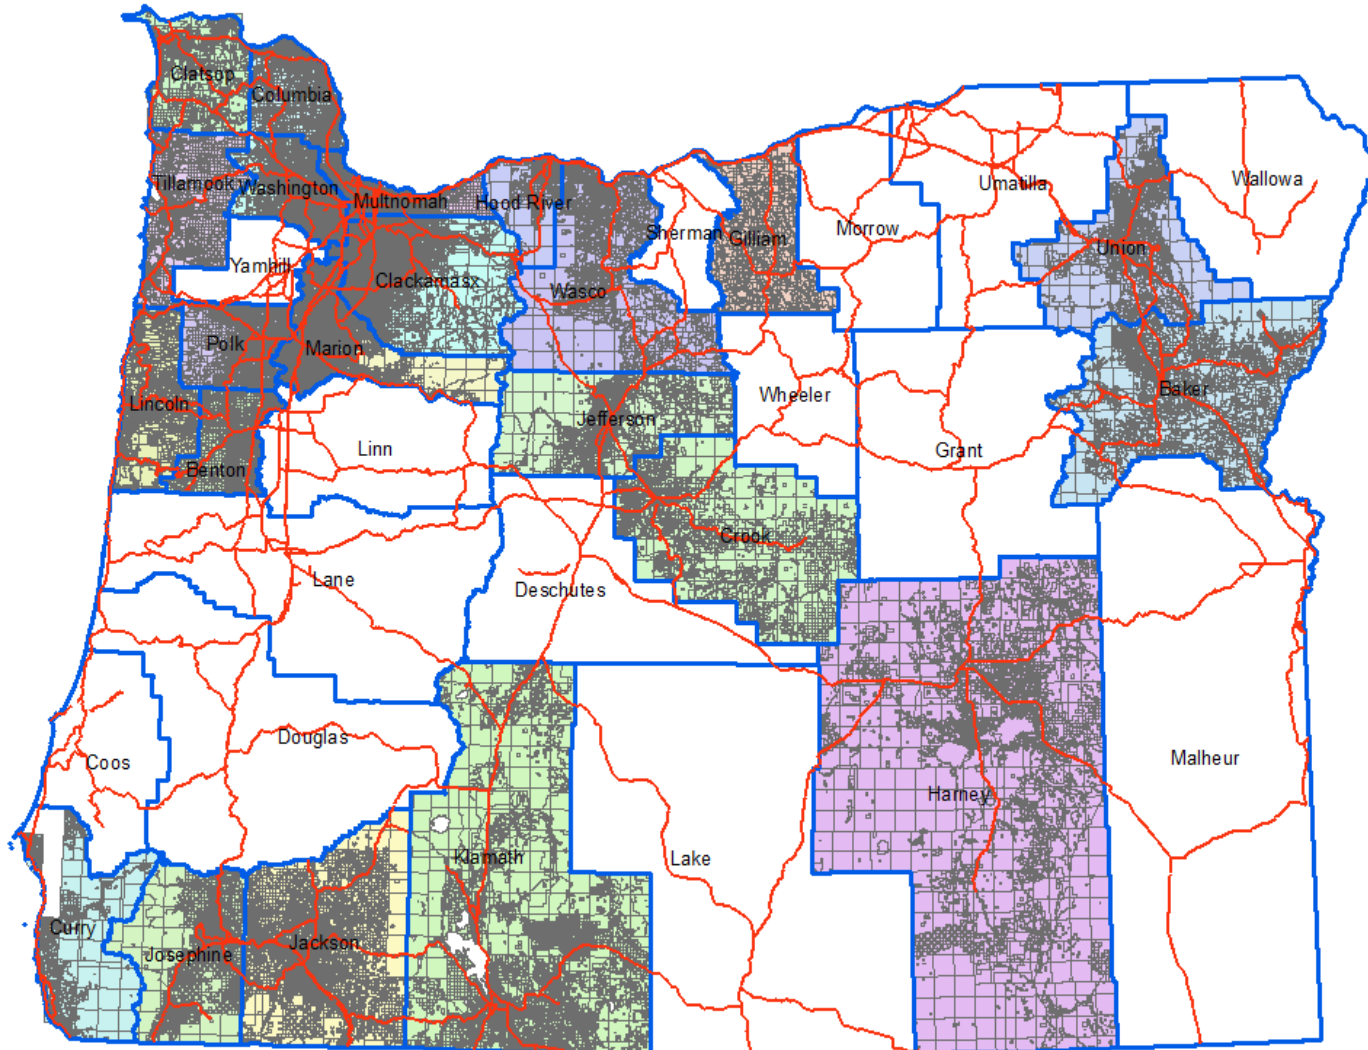 Clatsop
Columbia
Tillamook
Washington
Multnomah
Hood River
Umatilla
Wallowa
Yamhill
Clackamasx
Wasco
Sherman
Gilliam
Morrow
Union
Polk
Marion
Lincoln
Jefferson
Wheeler
Baker
Benton
Linn
Grant
Crook
Lane
Deschutes
Douglas
Coos
Harney
Malheur
Klamath
Lake
Curry
Josephine
Jackson